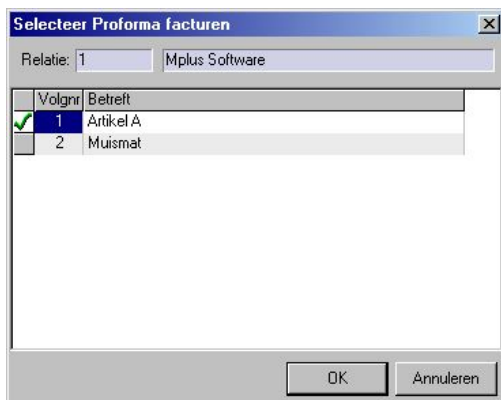 Selecteer Proforma facturen
Relatie: 1 Mplus Software
Volgnr Betreft
1 Artikel A
2 Muismat
OK Annuleren